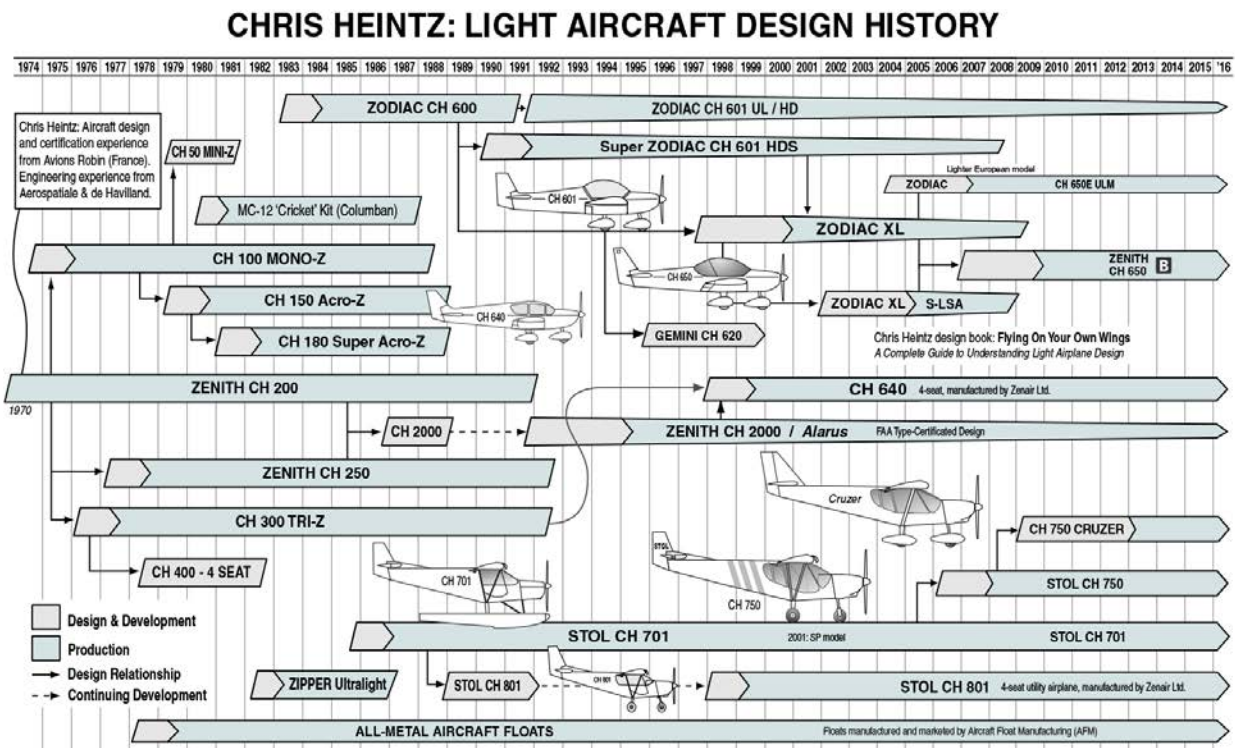 CHRIS HEINTZ: LIGHT AIRCRAFT DESIGN HISTORY
1974 1975 1976 1977 1978 1979 1980 1981 1982 1983 1984 1985 1986 1987 1988 1989 1990 1991 1992 1993 1994 1995 1996 1997 1998 1999 2000 2001 2002 2003 2004 2005 2006 2007 2008 2009 2010 2011 2012 2013 2014 2015 '16
ZODIAC CH 600
ZODIAC CH 601 UL / HD
Chris Heintz: Aircraft design
and certification experience
from Avions Robin (France).
Engineering experience from
Aerospatiale & de Havilland.
CH 50 MINI-Z
Super ZODIAC CH 601 HDS
Lighter European model
ZODIAC
CH 650E ULM
CH 601
MC-12 'Cricket' Kit (Columban)
ZODIAC XL
CH 100 MONO-Z
ZENITH
CH 650 B
CH 650
CH 150 Acro-Z
ZODIAC XL
S-LSA
CH 640
CH 180 Super Acro-Z
GEMINI CH 620
Chris Heintz design book: Flying On Your Own Wings
A Complete Guide to Understanding Light Airplane Design
ZENITH CH 200
1970
CH 640 4-seat, manufactured by Zenair Ltd.
CH 2000
ZENITH CH 2000 / Alarus FAA Type-Certificated Design
ZENITH CH 250
Cruzer
CH 300 TRI-Z
CH 750 CRUZER
STOL
CH 400 - 4 SEAT
CH 701
CH 750
STOL CH 750
Design & Development
Production
Design Relationship
Continuing Development
STOL CH 701
2001: SP model
STOL CH 701
ZIPPER Ultralight
STOL CH 801
CH 801
STOL CH 801 4-seat utility airplane, manufactured by Zenair Ltd.
ALL-METAL AIRCRAFT FLOATS
Floats manufactured and marketed by Aircraft Float Manufacturing (AFM)